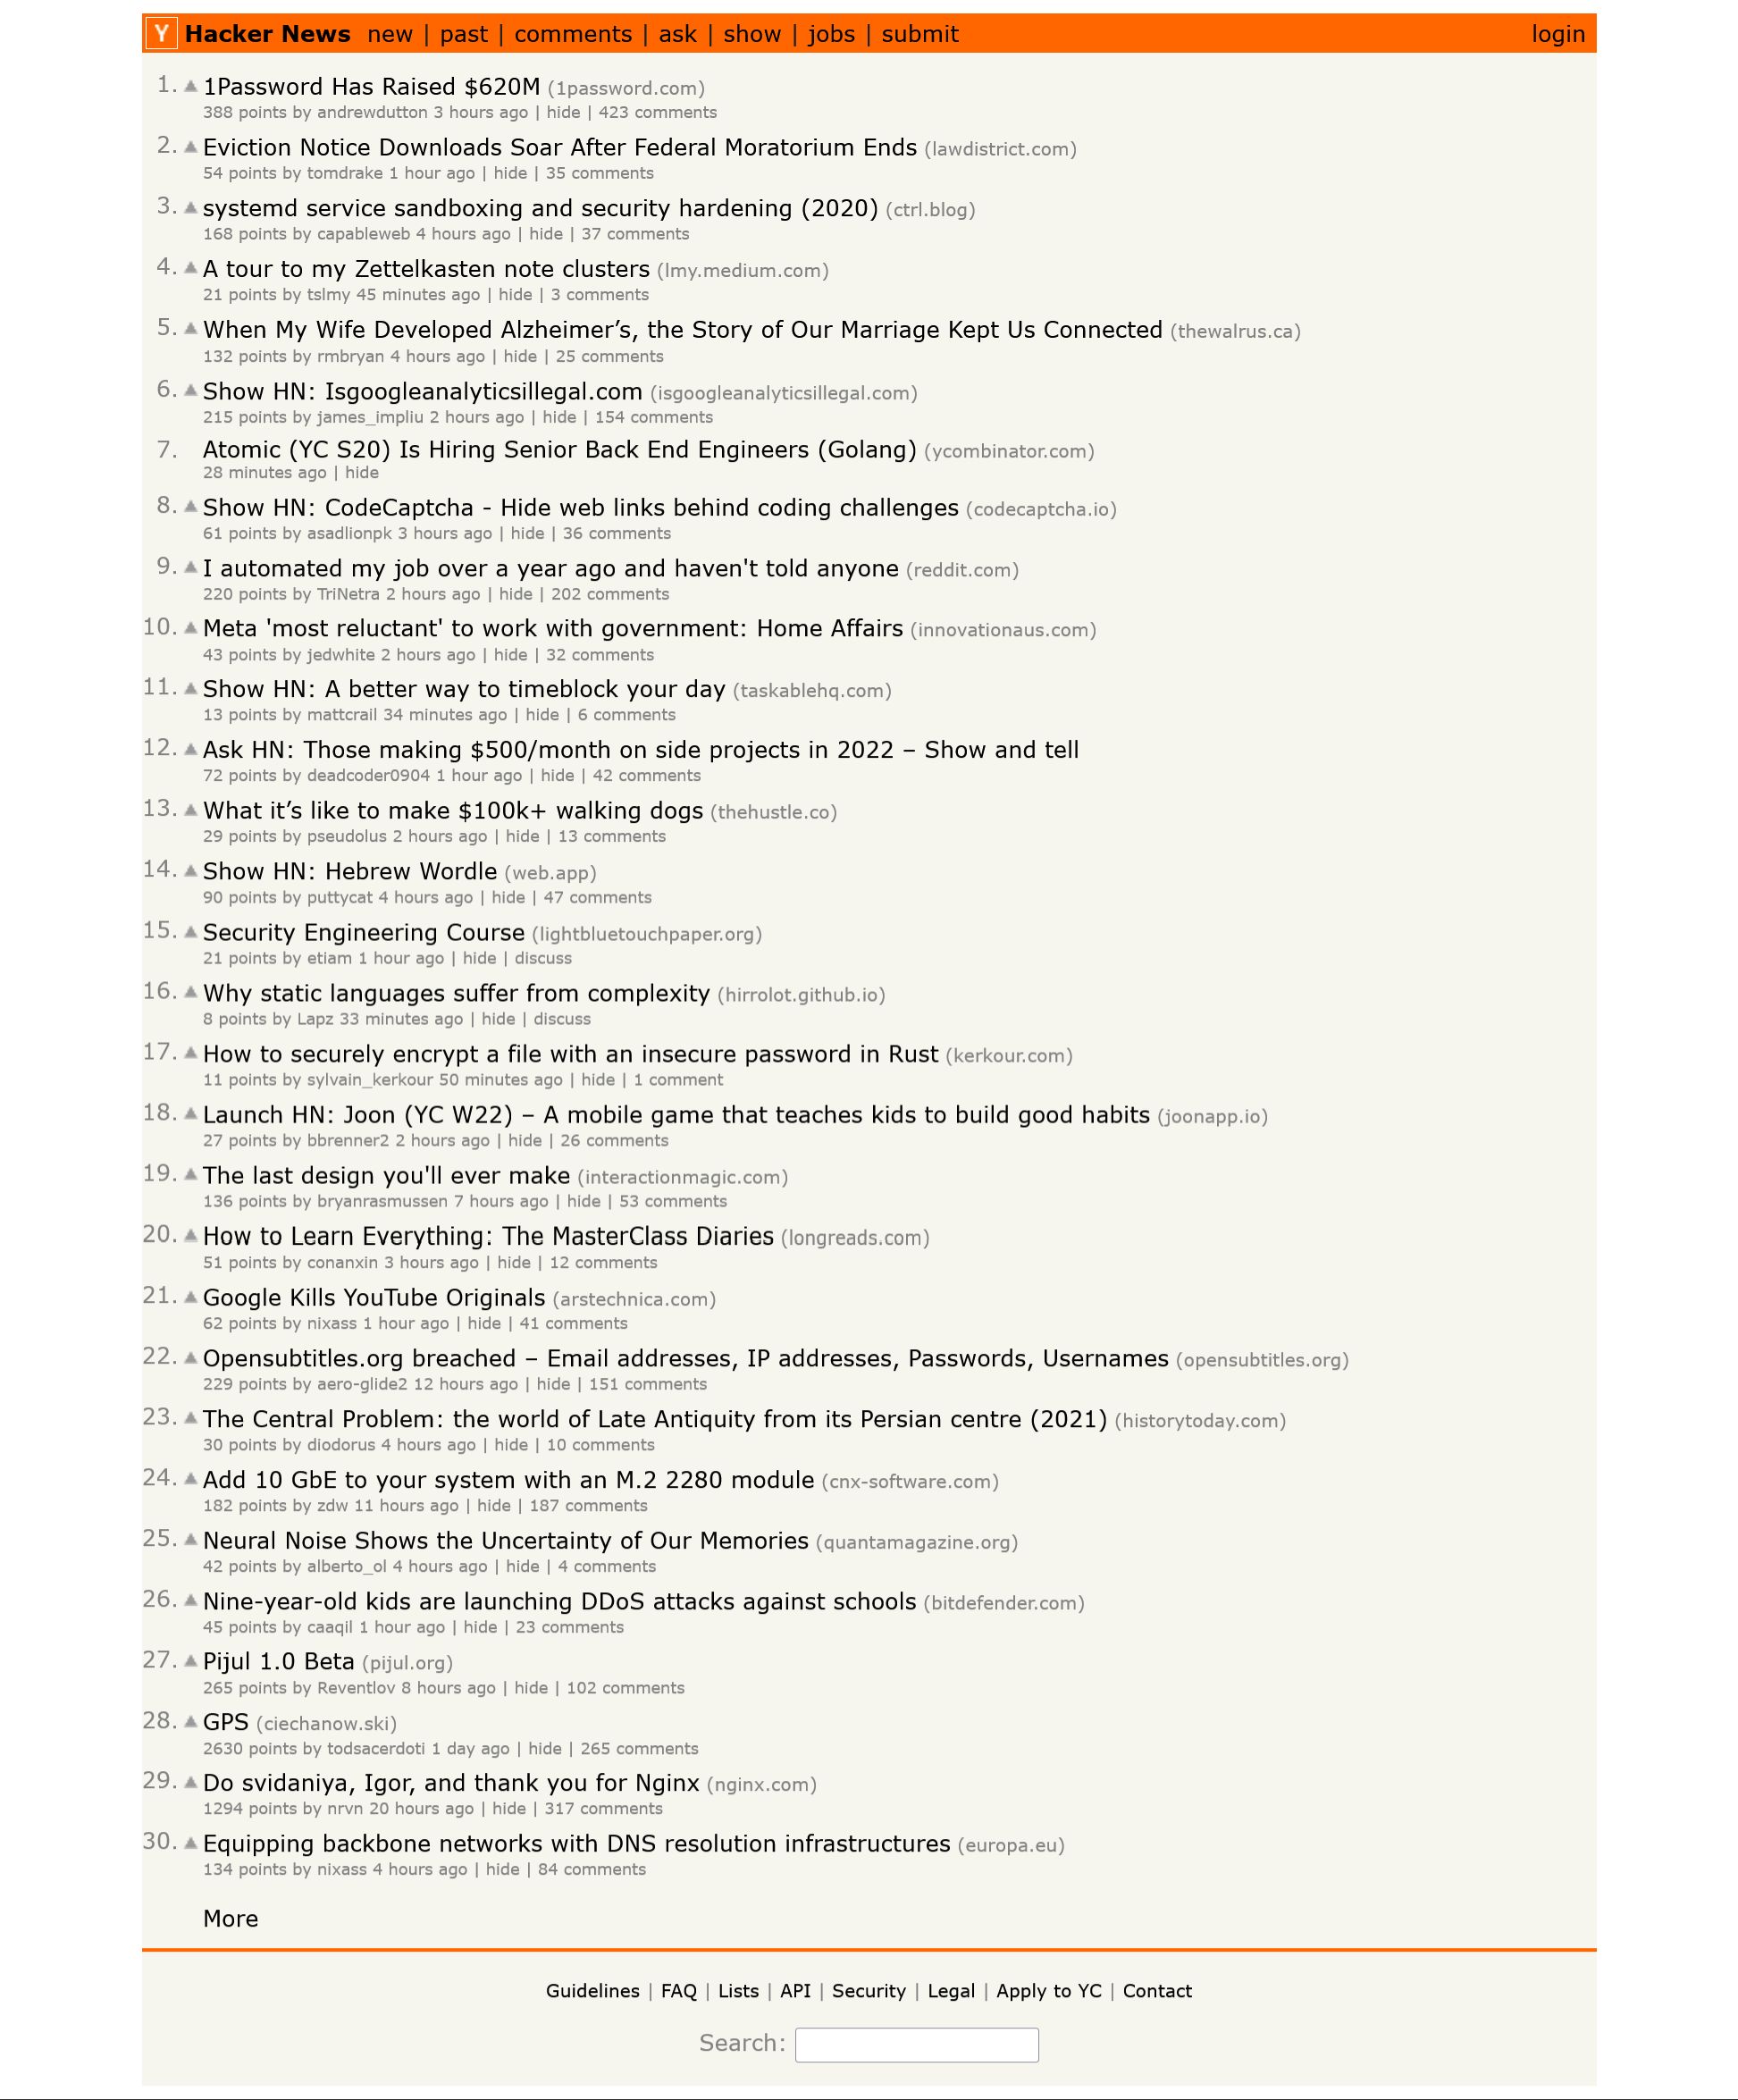 Y Hacker News new | past | comments | ask | show | jobs | submit login
1. 1Password Has Raised $620M (1password.com)
388 points by andrewdutton 3 hours ago | hide | 423 comments
2. Eviction Notice Downloads Soar After Federal Moratorium Ends (lawdistrict.com)
54 points by tomdrake 1 hour ago | hide | 35 comments
3. systemd service sandboxing and security hardening (2020) (ctrl.blog)
168 points by capableweb 4 hours ago | hide | 37 comments
4. A tour to my Zettelkasten note clusters (lmy.medium.com)
21 points by tslmy 45 minutes ago | hide | 3 comments
5. When My Wife Developed Alzheimer’s, the Story of Our Marriage Kept Us Connected (thewalrus.ca)
132 points by rmbryan 4 hours ago | hide | 25 comments
6. Show HN: Isgoogleanalyticsillegal.com (isgoogleanalyticsillegal.com)
215 points by james_impliu 2 hours ago | hide | 154 comments
7. Atomic (YC S20) Is Hiring Senior Back End Engineers (Golang) (ycombinator.com)
28 minutes ago | hide
8. Show HN: CodeCaptcha - Hide web links behind coding challenges (codecaptcha.io)
61 points by asadlionpk 3 hours ago | hide | 36 comments
9. I automated my job over a year ago and haven't told anyone (reddit.com)
220 points by TriNetra 2 hours ago | hide | 202 comments
10. Meta 'most reluctant' to work with government: Home Affairs (innovationaus.com)
43 points by jedwhite 2 hours ago | hide | 32 comments
11. Show HN: A better way to timeblock your day (taskablehq.com)
13 points by mattcrail 34 minutes ago | hide | 6 comments
12. Ask HN: Those making $500/month on side projects in 2022 – Show and tell
72 points by deadcoder0904 1 hour ago | hide | 42 comments
13. What it’s like to make $100k+ walking dogs (thehustle.co)
29 points by pseudolus 2 hours ago | hide | 13 comments
14. Show HN: Hebrew Wordle (web.app)
90 points by puttycat 4 hours ago | hide | 47 comments
15. Security Engineering Course (lightbluetouchpaper.org)
21 points by etiam 1 hour ago | hide | discuss
16. Why static languages suffer from complexity (hirrolot.github.io)
8 points by Lapz 33 minutes ago | hide | discuss
17. How to securely encrypt a file with an insecure password in Rust (kerkour.com)
11 points by sylvain_kerkour 50 minutes ago | hide | 1 comment
18. Launch HN: Joon (YC W22) – A mobile game that teaches kids to build good habits (joonapp.io)
27 points by bbrenner2 2 hours ago | hide | 26 comments
19. The last design you'll ever make (interactionmagic.com)
136 points by bryanrasmussen 7 hours ago | hide | 53 comments
20. How to Learn Everything: The MasterClass Diaries (longreads.com)
51 points by conanxin 3 hours ago | hide | 12 comments
21. Google Kills YouTube Originals (arstechnica.com)
62 points by nixass 1 hour ago | hide | 41 comments
22. Opensubtitles.org breached – Email addresses, IP addresses, Passwords, Usernames (opensubtitles.org)
229 points by aero-glide2 12 hours ago | hide | 151 comments
23. The Central Problem: the world of Late Antiquity from its Persian centre (2021) (historytoday.com)
30 points by diodorus 4 hours ago | hide | 10 comments
24. Add 10 GbE to your system with an M.2 2280 module (cnx-software.com)
182 points by zdw 11 hours ago | hide | 187 comments
25. Neural Noise Shows the Uncertainty of Our Memories (quantamagazine.org)
42 points by alberto_ol 4 hours ago | hide | 4 comments
26. Nine-year-old kids are launching DDoS attacks against schools (bitdefender.com)
45 points by caaqil 1 hour ago | hide | 23 comments
27. Pijul 1.0 Beta (pijul.org)
265 points by Reventlov 8 hours ago | hide | 102 comments
28. GPS (ciechanow.ski)
2630 points by todsacerdoti 1 day ago | hide | 265 comments
29. Do svidaniya, Igor, and thank you for Nginx (nginx.com)
1294 points by nrvn 20 hours ago | hide | 317 comments
30. Equipping backbone networks with DNS resolution infrastructures (europa.eu)
134 points by nixass 4 hours ago | hide | 84 comments
More
Guidelines | FAQ | Lists | API | Security | Legal | Apply to YC | Contact
Search: